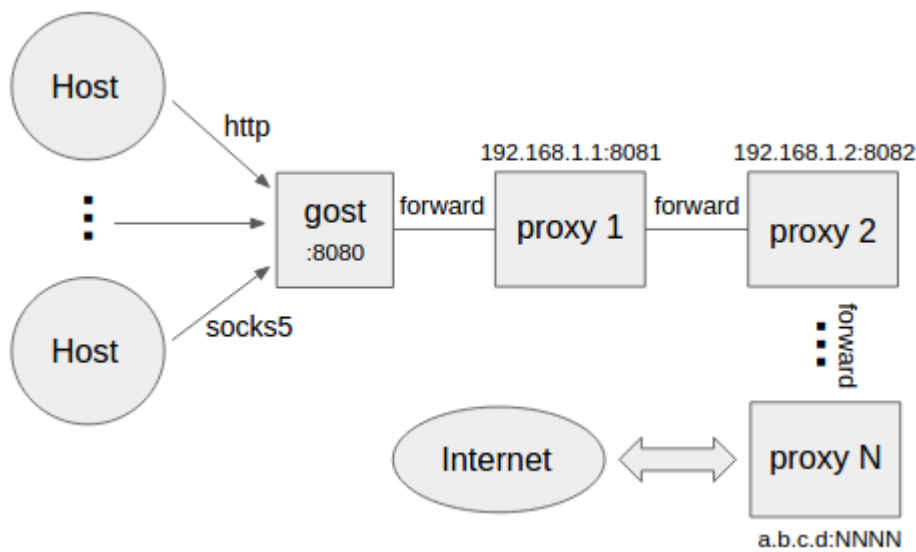 Host
http
192.168.1.1:8081
192.168.1.2:8082
gost
:8080
forward
proxy 1
forward
proxy 2
socks5
Host
forward
Internet
proxy N
a.b.c.d:NNNN